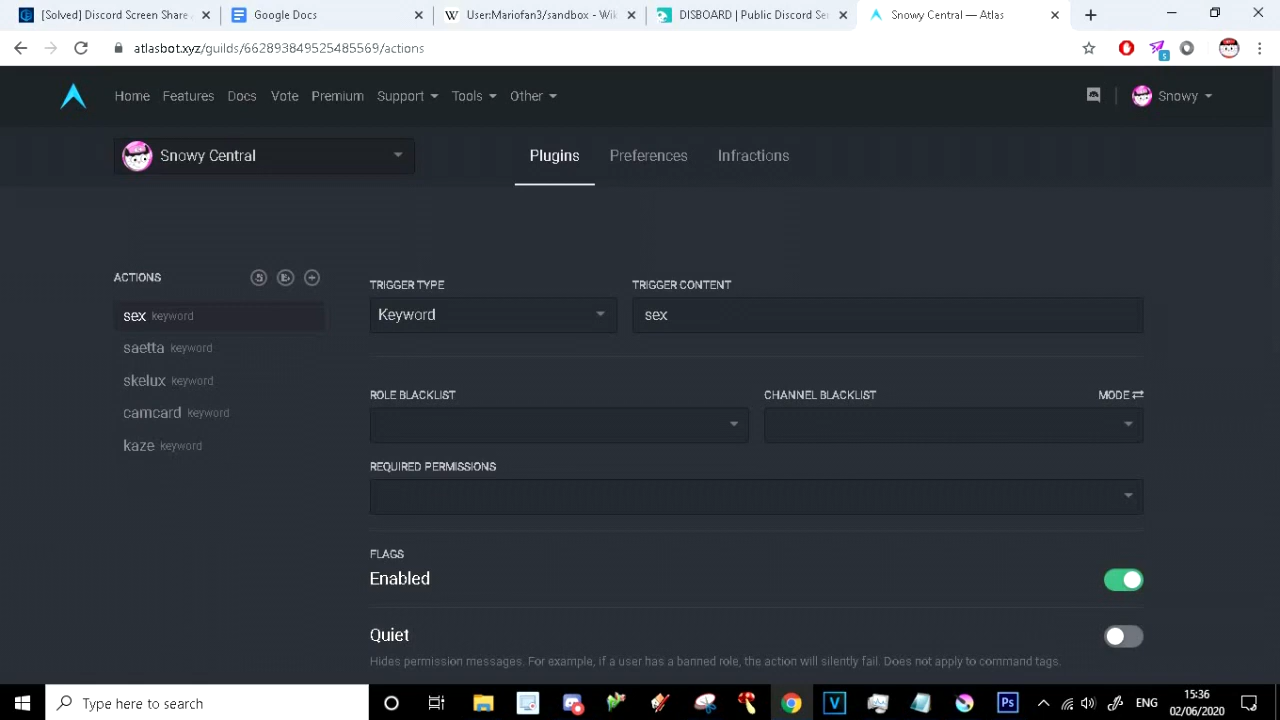 [Solved] Discord Screen Share
Google Docs
User:Mariofan3/sandbox - Wik
DISBOARD | Public Discord Ser
Snowy Central — Atlas
atlasbot.xyz/guilds/662893849525485569/actions
Home Features Docs Vote Premium Support Tools Other Snowy
Snowy Central
Plugins Preferences Infractions
ACTIONS
sex keyword
saetta keyword
skelux keyword
camcard keyword
kaze keyword
TRIGGER TYPE
Keyword
TRIGGER CONTENT
sex
ROLE BLACKLIST
CHANNEL BLACKLIST
MODE
REQUIRED PERMISSIONS
FLAGS
Enabled
Quiet
Hides permission messages. For example, if a user has a banned role, the action will silently fail. Does not apply to command tags.
Type here to search
V
Ps
ENG
15:36
02/06/2020